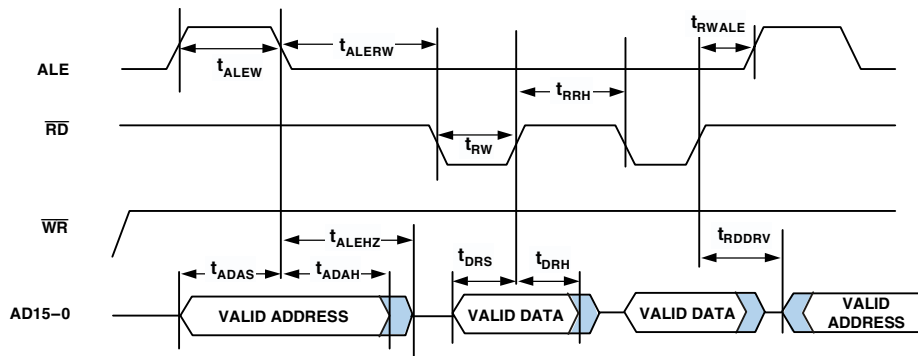 tRWALE
tALERW
tALEW
ALE
tRRH
RD
tRW
WR
tALEHZ
tRDDRV
tDRS
tADAS
tADAH
tDRH
AD15–0
VALID ADDRESS
VALID DATA
VALID DATA
VALID
ADDRESS